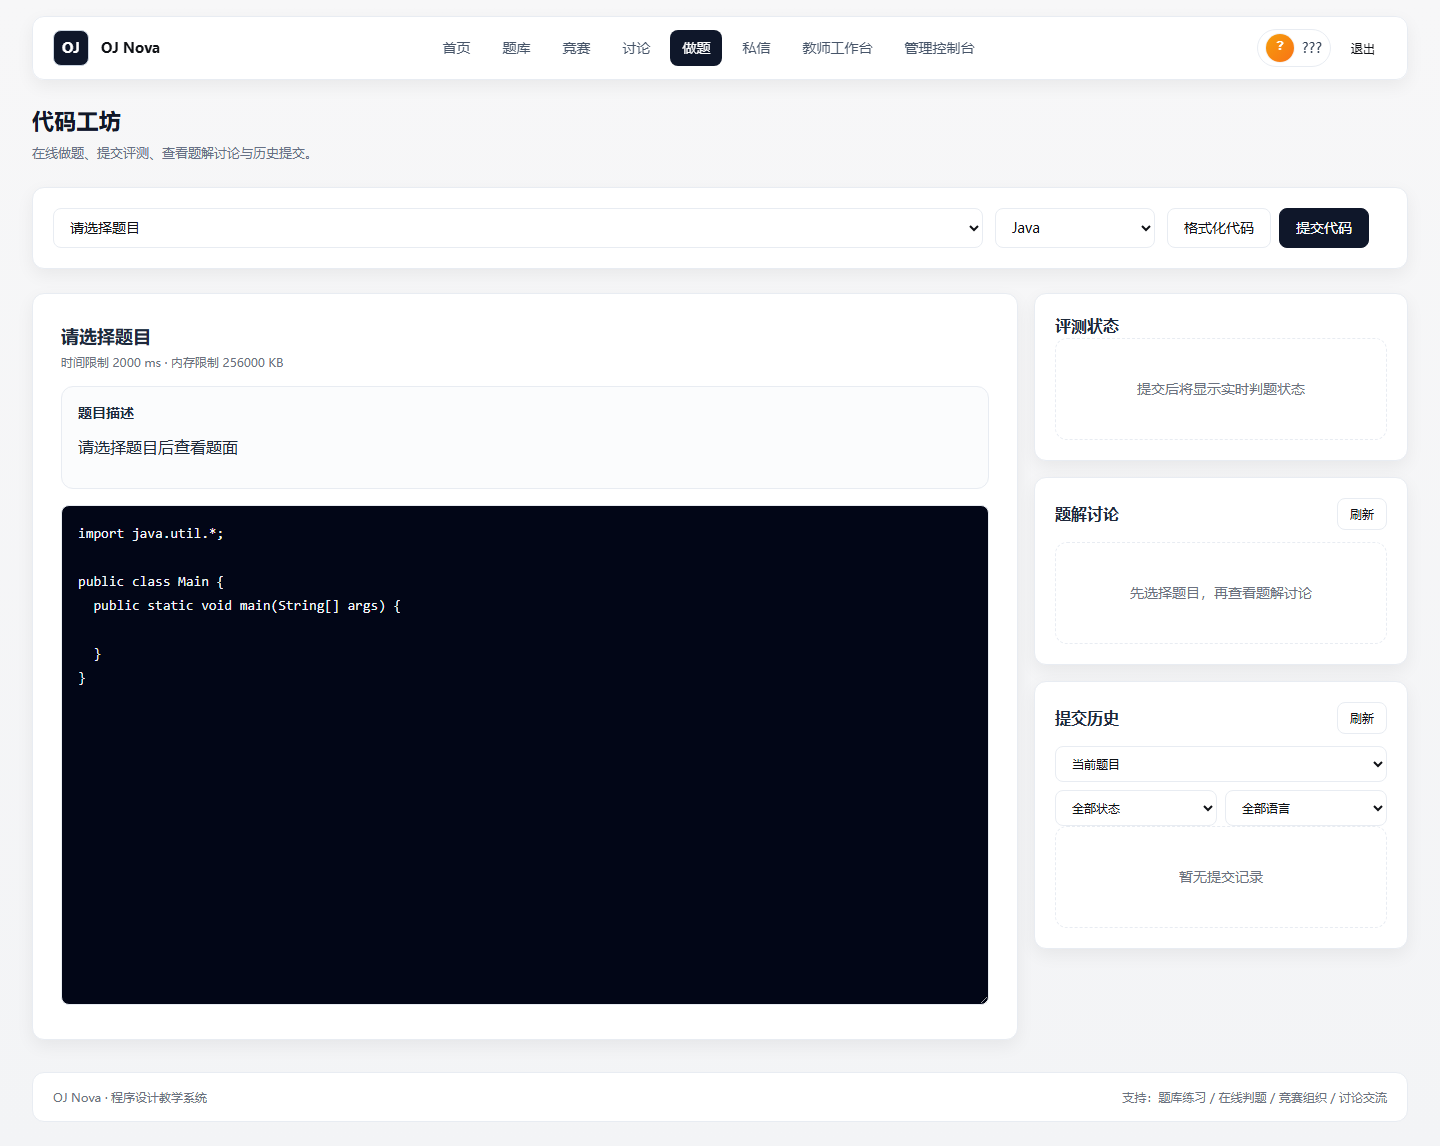 OJ OJ Nova 首页 题库 竞赛 讨论 做题 私信 教师工作台 管理控制台 ? ??? 退出
代码工坊
在线做题、提交评测、查看题解讨论与历史提交。
请选择题目 Java 格式化代码 提交代码
请选择题目
时间限制 2000 ms · 内存限制 256000 KB
题目描述
请选择题目后查看题面
import java.util.*;
public class Main {
  public static void main(String[] args) {
  }
}
评测状态
提交后将显示实时判题状态
题解讨论 刷新
先选择题目，再查看题解讨论
提交历史 刷新
当前题目
全部状态 全部语言
暂无提交记录
OJ Nova · 程序设计教学系统 支持：题库练习 / 在线判题 / 竞赛组织 / 讨论交流